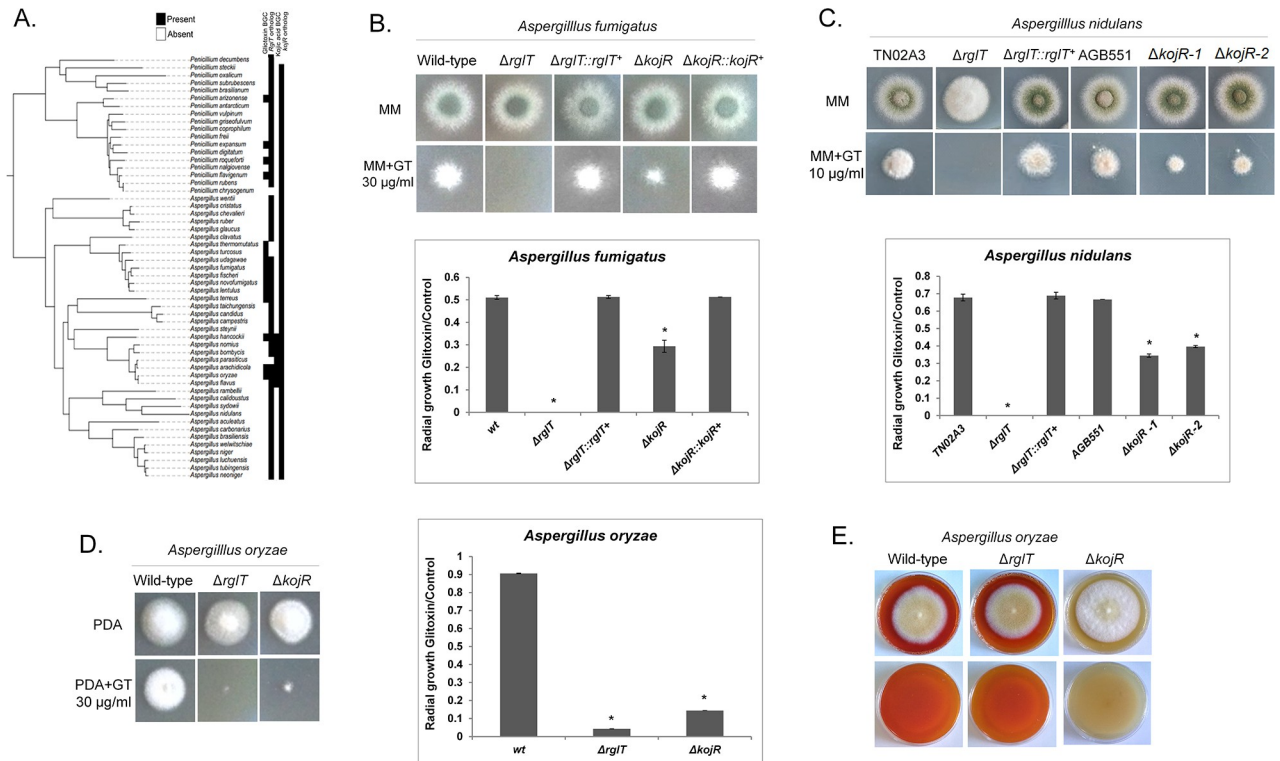 A.
Present
Absent
Gliotoxin BGC
RglT ortholog
Kojic acid BGC
kojR ortholog
Penicillium decumbens
Penicillium steckii
Penicillium oxalicum
Penicillium subrubescens
Penicillium brasilianum
Penicillium arizonense
Penicillium antarcticum
Penicillium vulpinum
Penicillium griseofulvum
Penicillium coprophilum
Penicillium freii
Penicillium expansum
Penicillium digitatum
Penicillium roqueforti
Penicillium nalgiovense
Penicillium flavigenum
Penicillium rubens
Penicillium chrysogenum
Aspergillus wentii
Aspergillus cristatus
Aspergillus chevalieri
Aspergillus ruber
Aspergillus glaucus
Aspergillus clavatus
Aspergillus thermomutatus
Aspergillus turcosus
Aspergillus udagawae
Aspergillus fumigatus
Aspergillus fischeri
Aspergillus novofumigatus
Aspergillus lentulus
Aspergillus terreus
Aspergillus taichungensis
Aspergillus candidus
Aspergillus campestris
Aspergillus steynii
Aspergillus hancockii
Aspergillus nomius
Aspergillus bombycis
Aspergillus parasiticus
Aspergillus arachidicola
Aspergillus oryzae
Aspergillus flavus
Aspergillus rambellii
Aspergillus calidoustus
Aspergillus sydowii
Aspergillus nidulans
Aspergillus aculeatus
Aspergillus carbonarius
Aspergillus brasiliensis
Aspergillus welwitschiae
Aspergillus niger
Aspergillus luchuensis
Aspergillus tubingensis
Aspergillus neoniger
B.
Aspergilllus fumigatus
Wild-type ΔrglT ΔrglT::rglT⁺ ΔkojR ΔkojR::kojR⁺
MM
MM+GT
30 µg/ml
Aspergillus fumigatus
Radial growth Glitoxin/Control
0.6
0.5
0.4
0.3
0.2
0.1
0
* *
wt ΔrglT ΔrglT::rglT+ ΔkojR ΔkojR::kojR+
C.
Aspergilllus nidulans
TN02A3 ΔrglT ΔrglT::rglT⁺ AGB551 ΔkojR-1 ΔkojR-2
MM
MM+GT
10 µg/ml
Aspergillus nidulans
Radial growth Glitoxin/Control
0.8
0.7
0.6
0.5
0.4
0.3
0.2
0.1
0
* * *
TN02A3 ΔrglT ΔrglT::rglT+ AGB551 ΔkojR -1 ΔkojR-2
D.
Aspergilllus oryzae
Wild-type ΔrglT ΔkojR
PDA
PDA+GT
30 µg/ml
Aspergillus oryzae
Radial growth Glitoxin/Control
1
0.9
0.8
0.7
0.6
0.5
0.4
0.3
0.2
0.1
0
* *
wt ΔrglT ΔkojR
E.
Aspergilllus oryzae
Wild-type ΔrglT ΔkojR